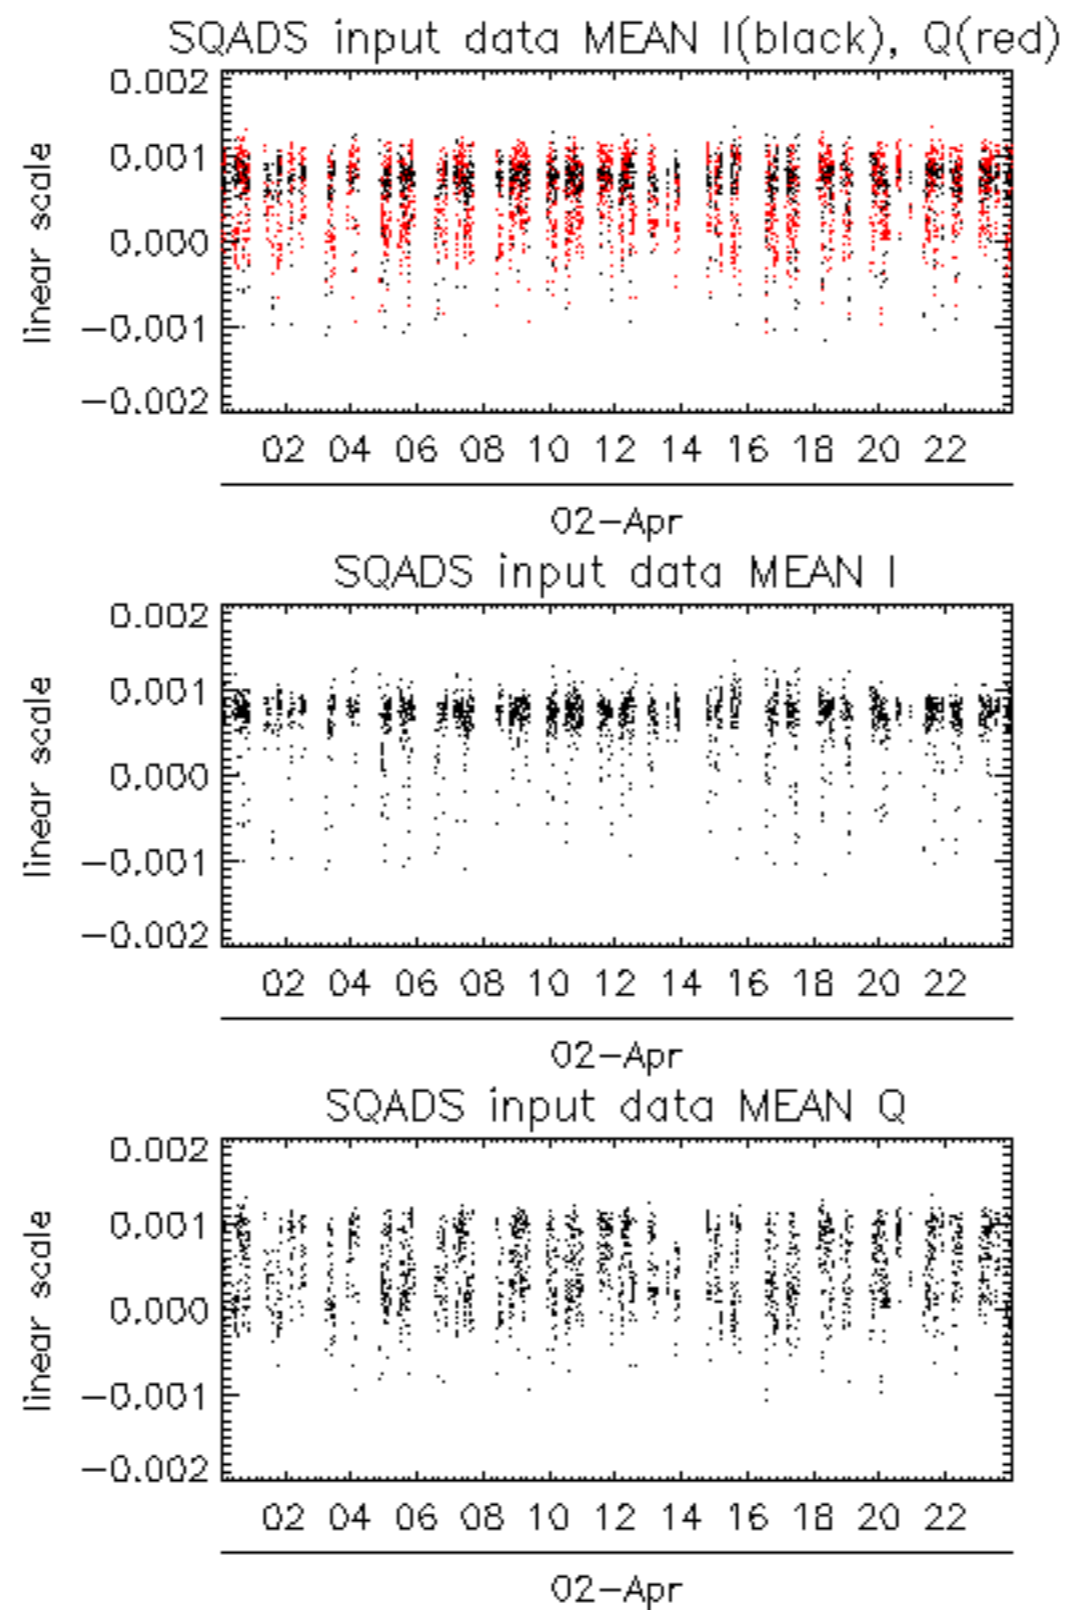 SQADS input data MEAN I(black), Q(red)
0.002
0.001
0.000
−0.001
−0.002
linear scale
02 04 06 08 10 12 14 16 18 20 22
02−Apr
SQADS input data MEAN I
0.002
0.001
0.000
−0.001
−0.002
linear scale
02 04 06 08 10 12 14 16 18 20 22
02−Apr
SQADS input data MEAN Q
0.002
0.001
0.000
−0.001
−0.002
linear scale
02 04 06 08 10 12 14 16 18 20 22
02−Apr